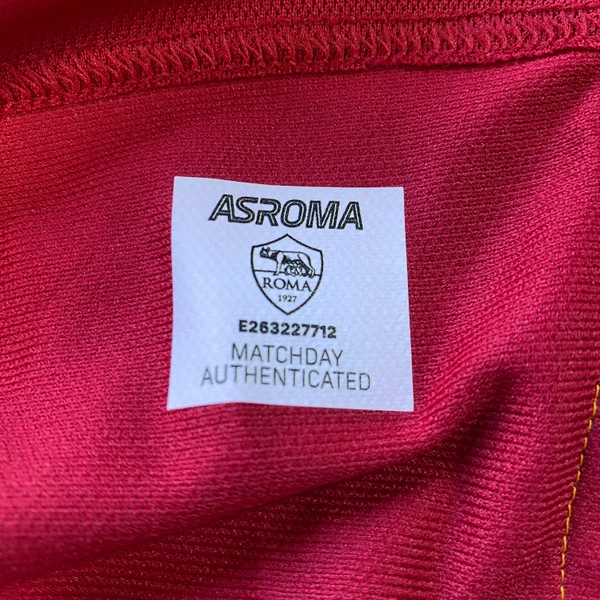 ASROMA
ROMA
1927
E263227712
MATCHDAY
AUTHENTICATED